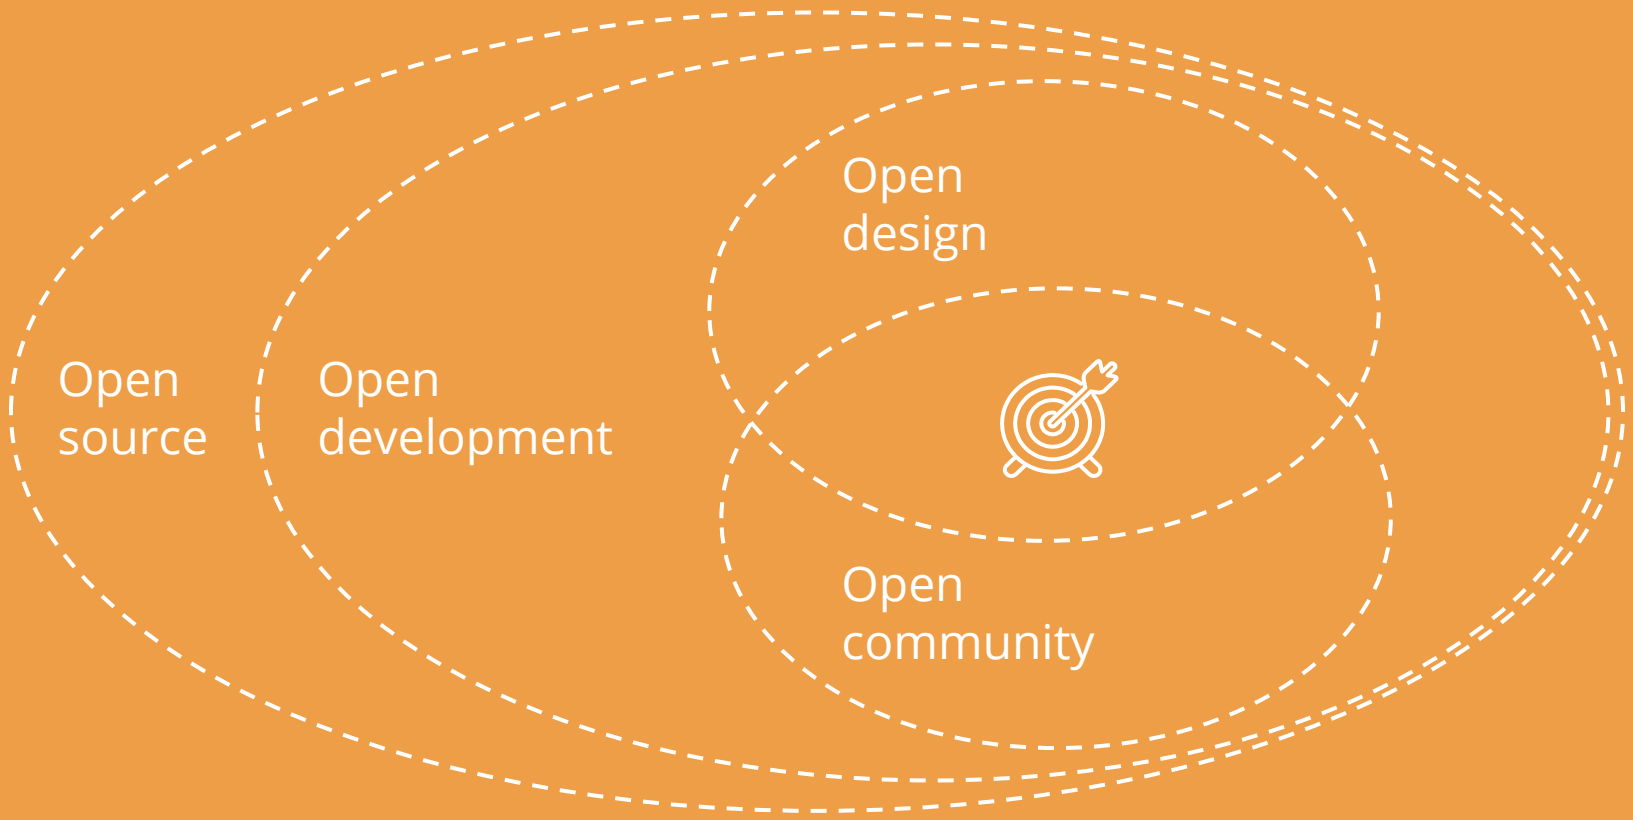 Open
source
Open
development
Open
design
Open
community